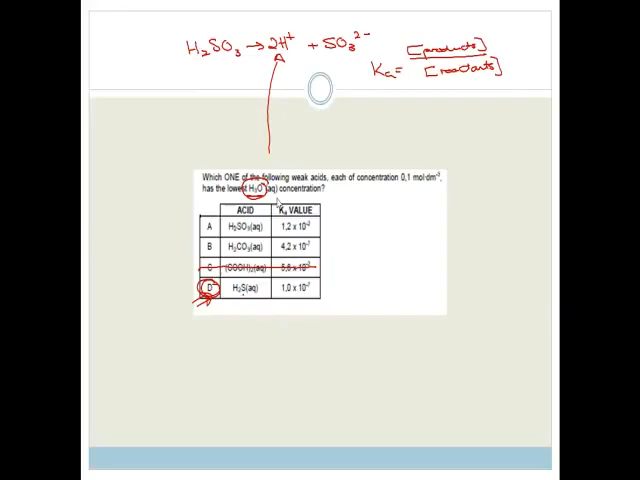 H₂SO₃ → 2H⁺ + SO₃²⁻
Kₐ = [products] / [reactants]
Which ONE of the following weak acids, each of concentration 0,1 mol·dm⁻³,
has the lowest H₃O⁺(aq) concentration?
ACID Kₐ VALUE
A H₂SO₃(aq) 1,2 x 10⁻²
B H₂CO₃(aq) 4,2 x 10⁻⁷
C (COOH)₂(aq) 5,6 x 10⁻²
D H₂S(aq) 1,0 x 10⁻⁷